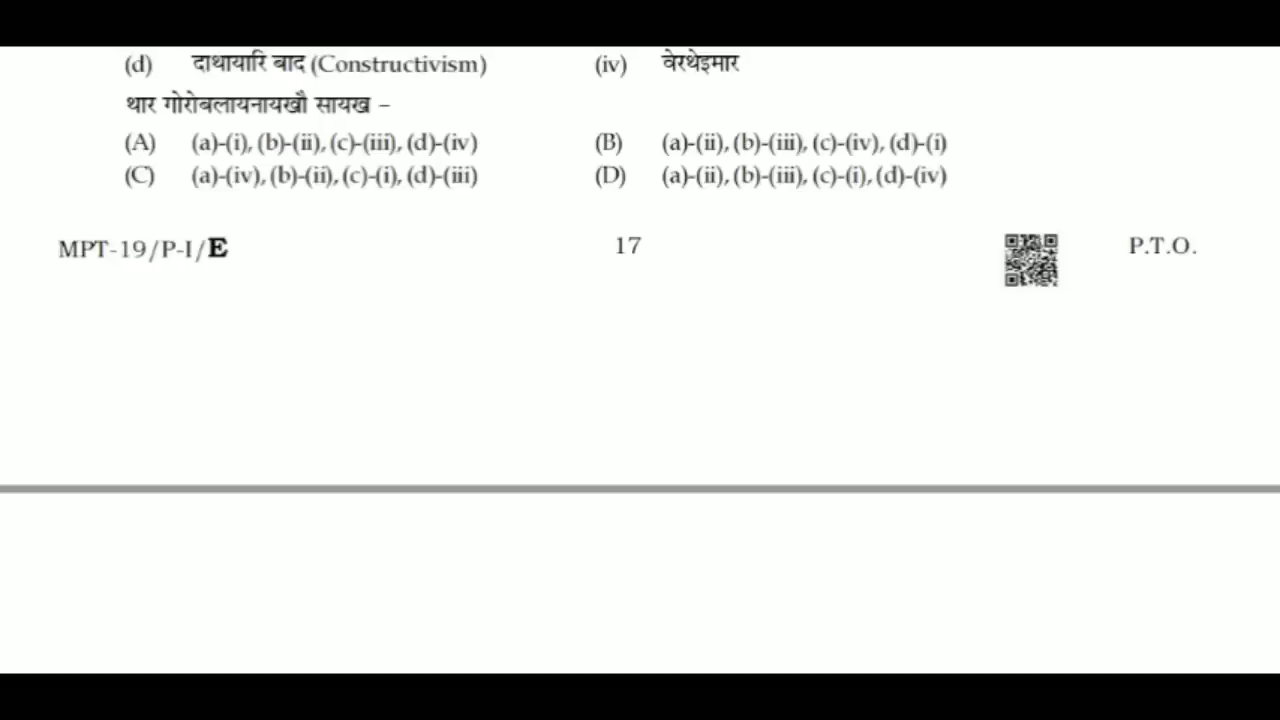 (d) दाथायारि बाद (Constructivism) (iv) वेरथेइमार
थार गोरोबलायनायखौ सायख –
(A) (a)-(i), (b)-(ii), (c)-(iii), (d)-(iv) (B) (a)-(ii), (b)-(iii), (c)-(iv), (d)-(i)
(C) (a)-(iv), (b)-(ii), (c)-(i), (d)-(iii) (D) (a)-(ii), (b)-(iii), (c)-(i), (d)-(iv)
MPT-19/P-I/E 17 P.T.O.